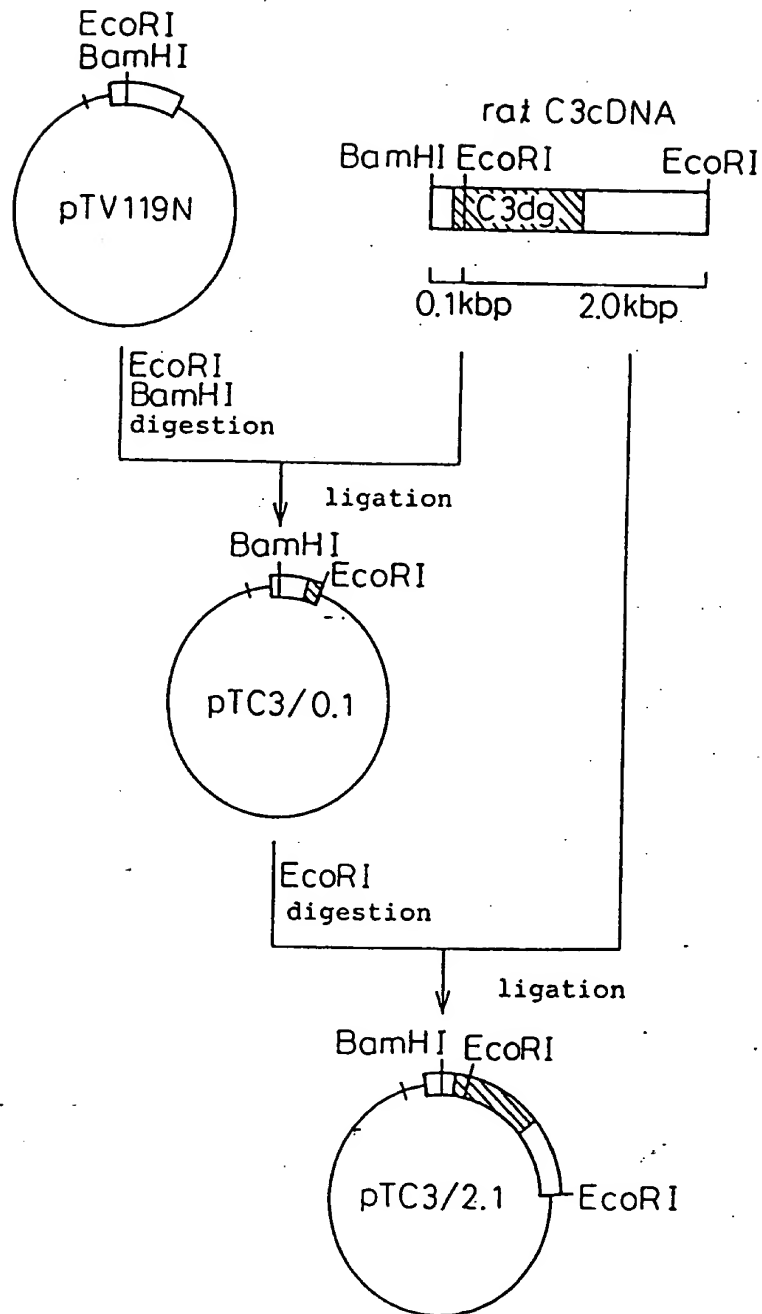 EcoRI
BamHI
pTV119N
rat C3cDNA
BamHI EcoRI EcoRI
C3dg
0.1kbp 2.0kbp
EcoRI
BamHI
digestion
ligation
BamHI
EcoRI
pTC3/0.1
EcoRI
digestion
ligation
BamHI EcoRI
pTC3/2.1
EcoRI